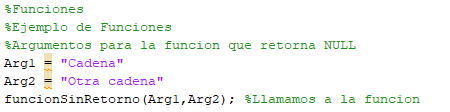 %Funciones
%Ejemplo de Funciones
%Argumentos para la funcion que retorna NULL
Arg1 = "Cadena"
Arg2 = "Otra cadena"
funcionSinRetorno(Arg1,Arg2); %Llamamos a la funcion